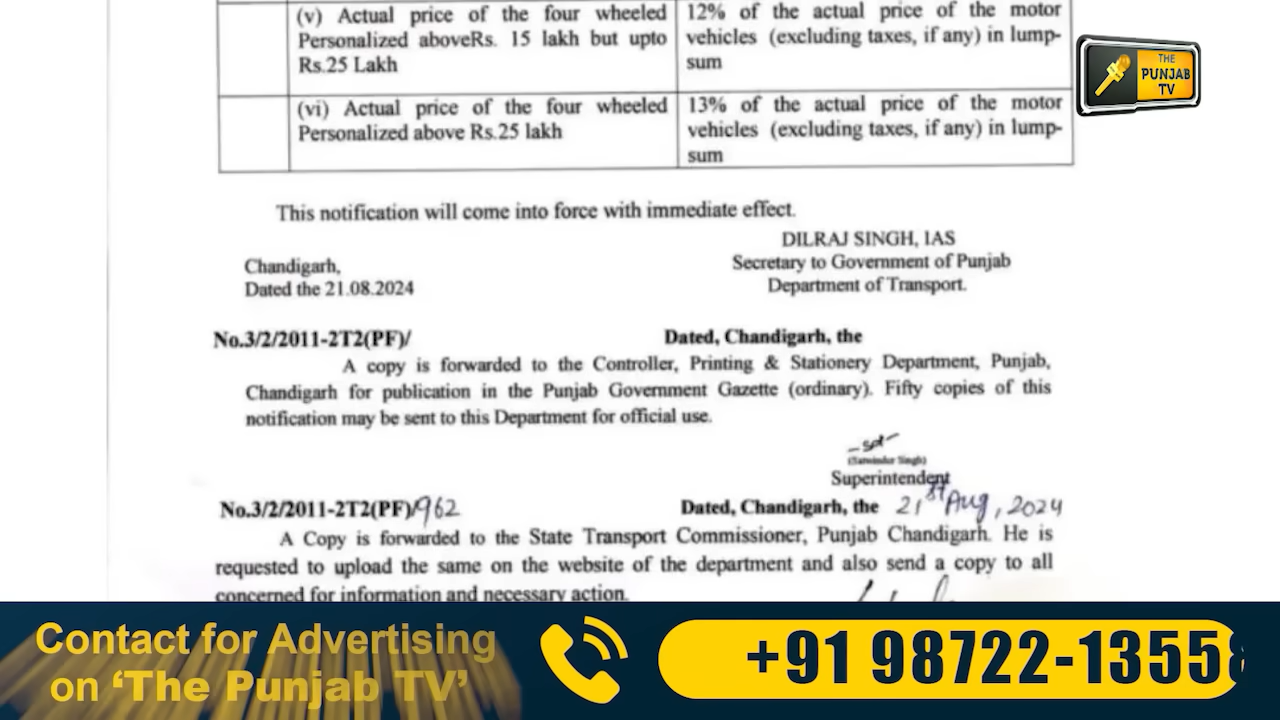 (v) Actual price of the four wheeled
Personalized aboveRs. 15 lakh but upto
Rs.25 Lakh
12% of the actual price of the motor
vehicles (excluding taxes, if any) in lump-
sum
(vi) Actual price of the four wheeled
Personalized above Rs.25 lakh
13% of the actual price of the motor
vehicles (excluding taxes, if any) in lump-
sum
THE
PUNJAB
TV
This notification will come into force with immediate effect.
DILRAJ SINGH, IAS
Secretary to Government of Punjab
Department of Transport.
Chandigarh,
Dated the 21.08.2024
No.3/2/2011-2T2(PF)/
Dated, Chandigarh, the
A copy is forwarded to the Controller, Printing & Stationery Department, Punjab,
Chandigarh for publication in the Punjab Government Gazette (ordinary). Fifty copies of this
notification may be sent to this Department for official use.
-sd-
Superintendent
No.3/2/2011-2T2(PF)/962
Dated, Chandigarh, the 21st Aug, 2024
A Copy is forwarded to the State Transport Commissioner, Punjab Chandigarh. He is
requested to upload the same on the website of the department and also send a copy to all
concerned for information and necessary action.
Contact for Advertising
on ‘The Punjab TV’
+91 98722-1355